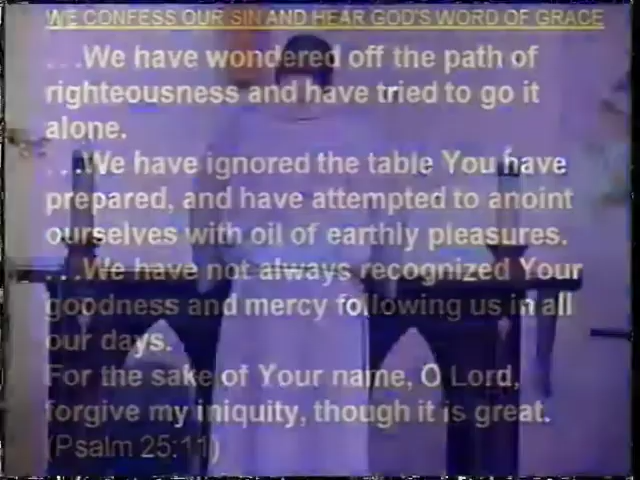 WE CONFESS OUR SIN AND HEAR GOD'S WORD OF GRACE
. . .We have wondered off the path of
righteousness and have tried to go it
alone.
. . .We have ignored the table You have
prepared, and have attempted to anoint
ourselves with oil of earthly pleasures.
. . .We have not always recognized Your
goodness and mercy following us in all
our days.
For the sake of Your name, O Lord,
forgive my iniquity, though it is great.
(Psalm 25:11)